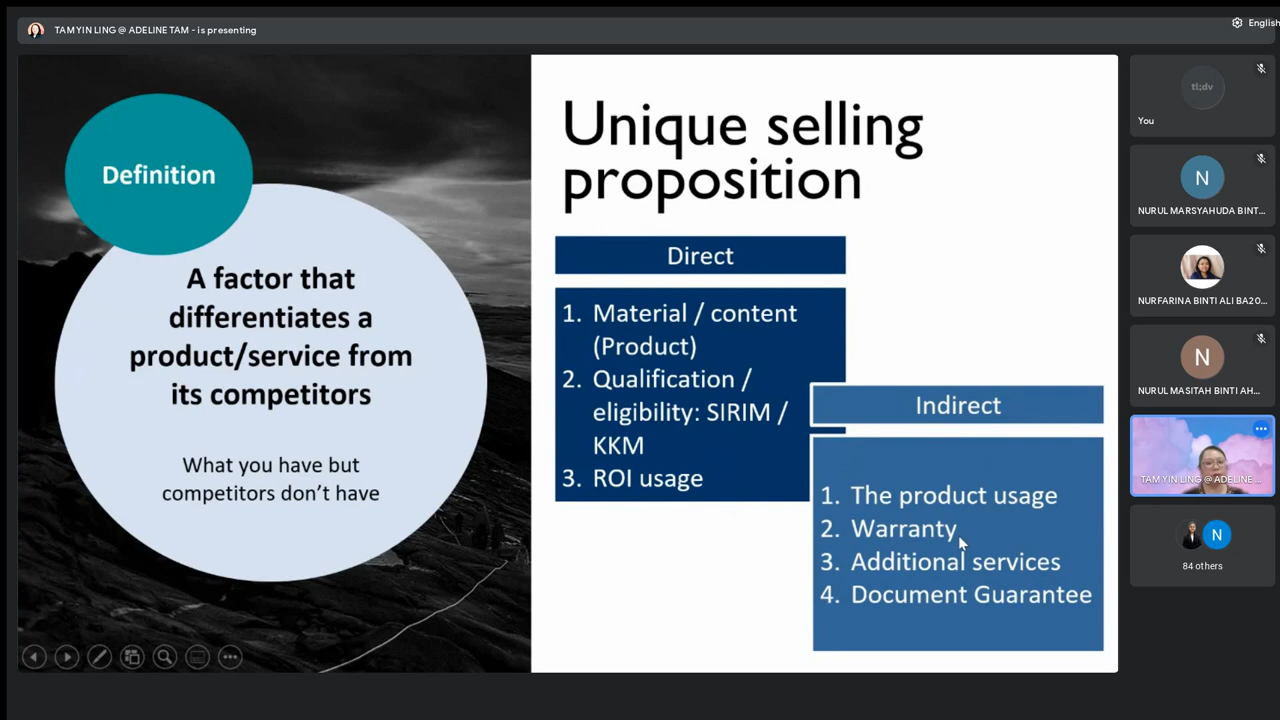 TAM YIN LING @ ADELINE TAM - is presenting
English
Definition
A factor that
differentiates a
product/service from
its competitors
What you have but
competitors don't have
Unique selling
proposition
Direct
1. Material / content
(Product)
2. Qualification /
eligibility: SIRIM /
KKM
3. ROI usage
Indirect
1. The product usage
2. Warranty
3. Additional services
4. Document Guarantee
tl;dv
You
N
NURUL MARSYAHUDA BINT...
NURFARINA BINTI ALI BA20...
N
NURUL MASITAH BINTI AH...
TAM YIN LING @ ADELINE ...
N
84 others